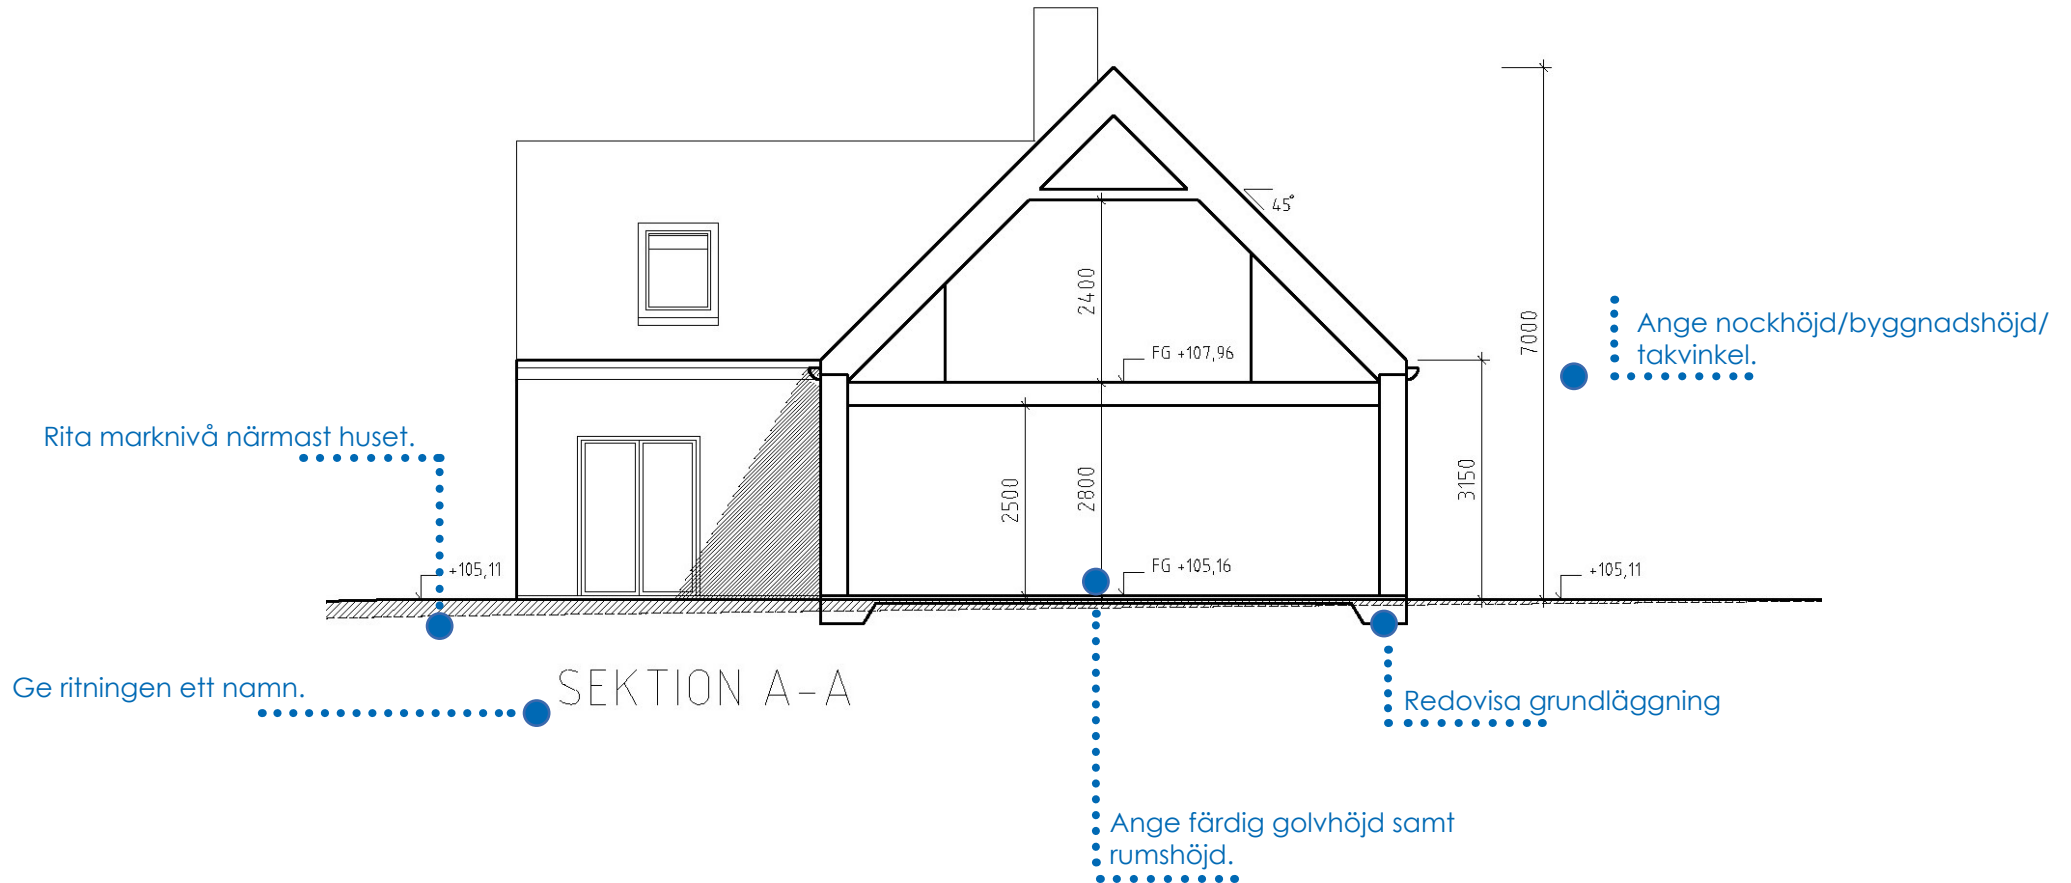 45°
2400
7000
Ange nockhöjd/byggnadshöjd/
takvinkel.
FG +107,96
Rita marknivå närmast huset.
2500
2800
3150
+105,11
FG +105,16
+105,11
Ge ritningen ett namn.
SEKTION A-A
Redovisa grundläggning
Ange färdig golvhöjd samt
rumshöjd.